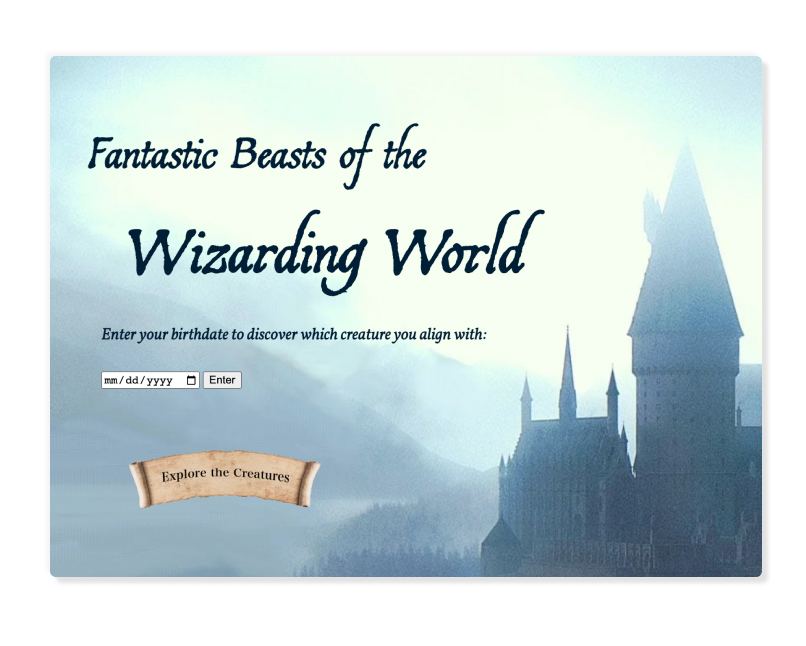 Fantastic Beasts of the
Wizarding World
Enter your birthdate to discover which creature you align with:
mm/dd/yyyy Enter
Explore the Creatures